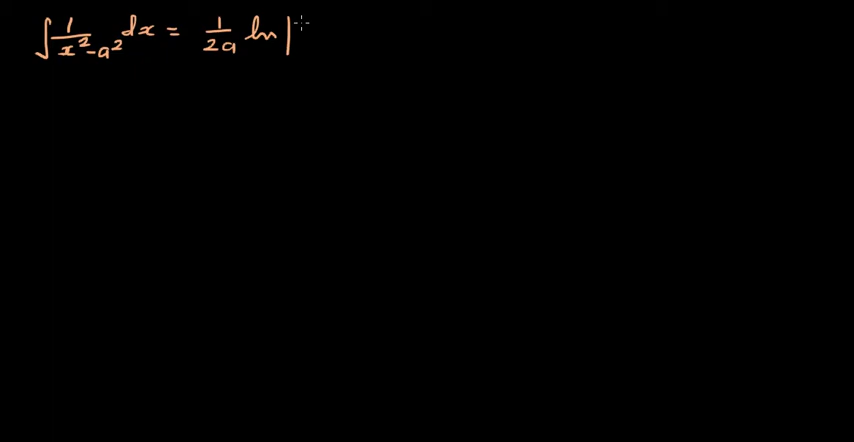 ∫ 1/(x² - a²) dx = 1/(2a) ln |